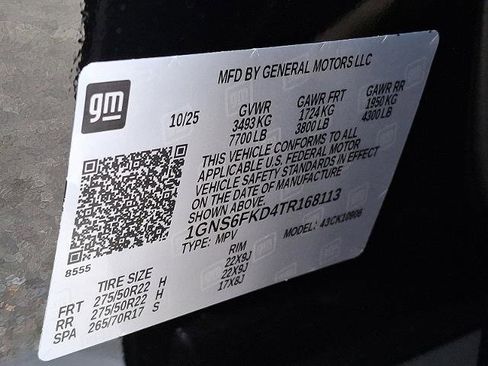 gm
MFD BY GENERAL MOTORS LLC
10/25 GVWR GAWR FRT GAWR RR
3493 KG 1724 KG 1950 KG
7700 LB 3800 LB 4300 LB
THIS VEHICLE CONFORMS TO ALL
APPLICABLE U.S. FEDERAL MOTOR
VEHICLE SAFETY STANDARDS IN EFFECT
ON THE DATE OF MANUFACTURE
SHOWN ABOVE.
1GNS6FKD4TR168113
TYPE: MPV MODEL: 43CK10906
8555
TIRE SIZE RIM
FRT 275/50R22 H 22X9J
RR 275/50R22 H 22X9J
SPA 265/70R17 S 17X8J